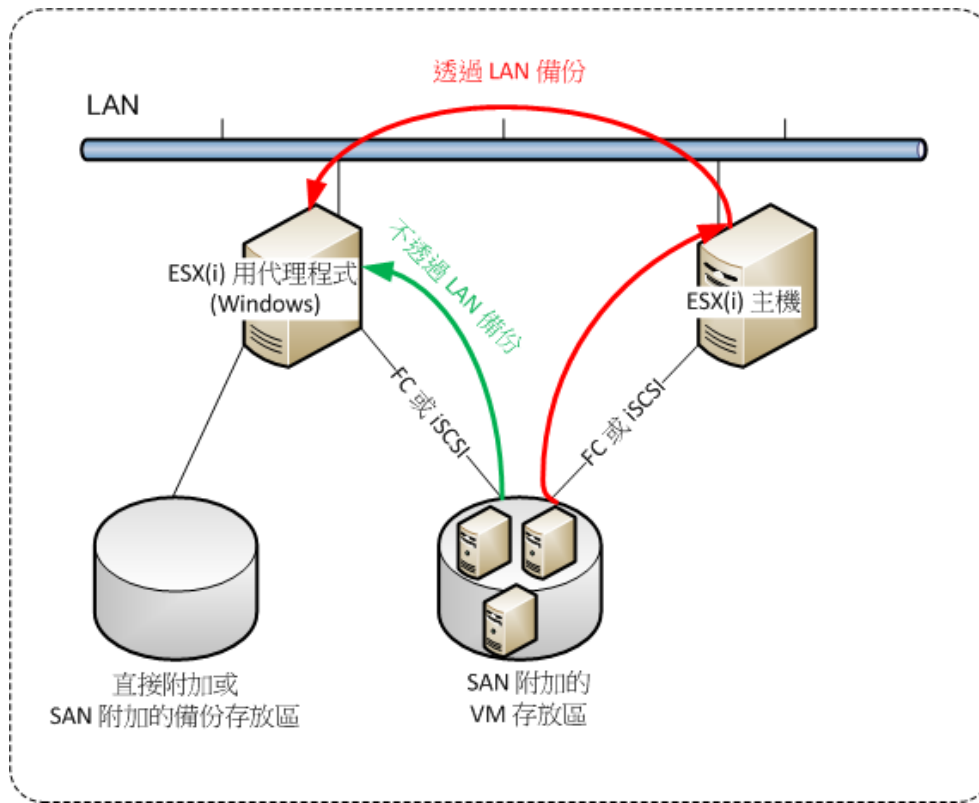 透過 LAN 備份
LAN
不透過 LAN 備份
ESX(i) 用代理程式
(Windows)
ESX(i) 主機
FC 或 iSCSI
FC 或 iSCSI
直接附加或
SAN 附加的備份存放區
SAN 附加的
VM 存放區